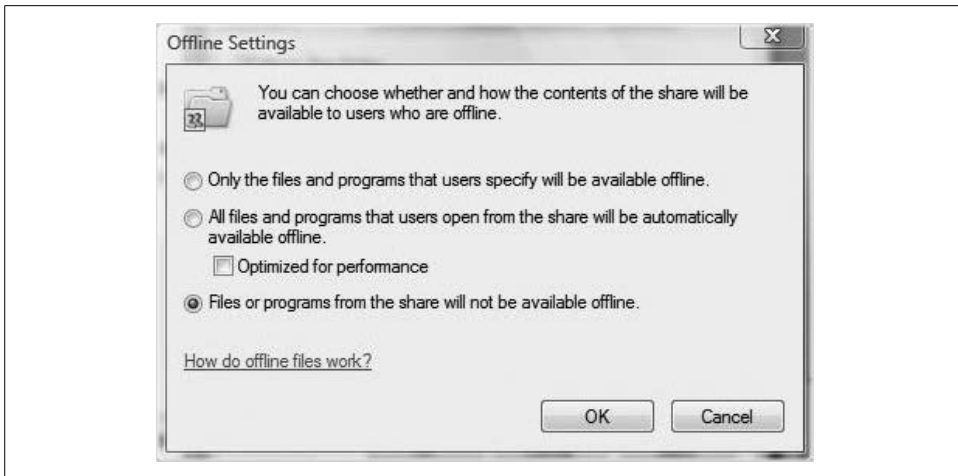 Offline Settings
You can choose whether and how the contents of the share will be
available to users who are offline.
Only the files and programs that users specify will be available offline.
All files and programs that users open from the share will be automatically
available offline.
Optimized for performance
Files or programs from the share will not be available offline.
How do offline files work?
OK Cancel